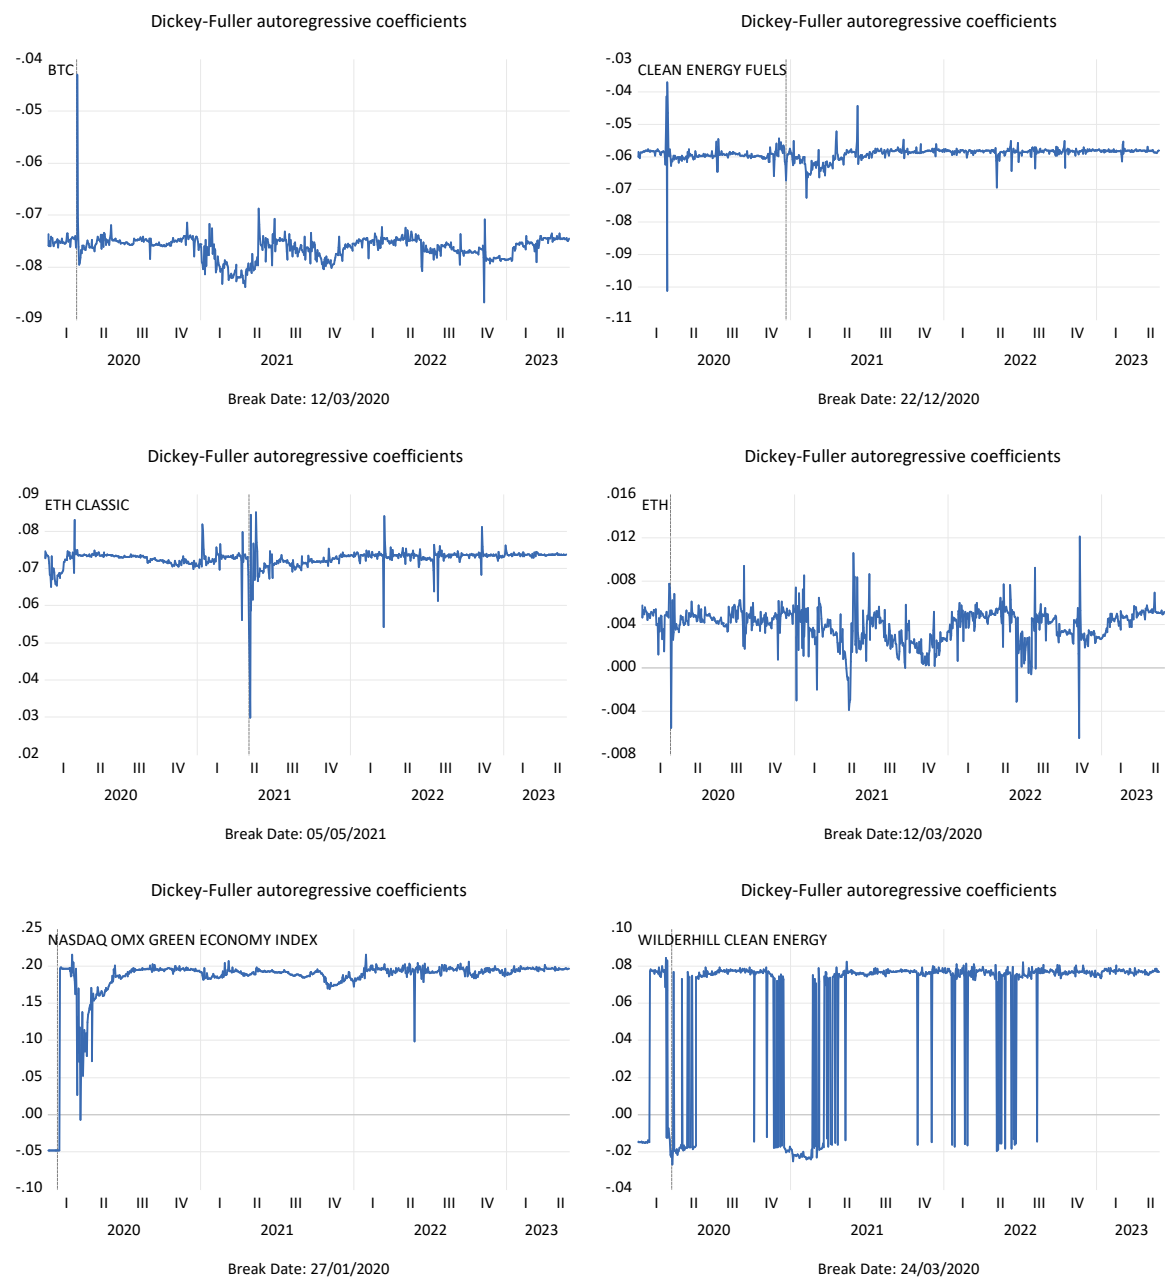 Dickey-Fuller autoregressive coefficients
BTC
-.04
-.05
-.06
-.07
-.08
-.09
I II III IV I II III IV I II III IV I II
2020 2021 2022 2023
Break Date: 12/03/2020
Dickey-Fuller autoregressive coefficients
CLEAN ENERGY FUELS
-.03
-.04
-.05
-.06
-.07
-.08
-.09
-.10
-.11
I II III IV I II III IV I II III IV I II
2020 2021 2022 2023
Break Date: 22/12/2020
Dickey-Fuller autoregressive coefficients
ETH CLASSIC
.09
.08
.07
.06
.05
.04
.03
.02
I II III IV I II III IV I II III IV I II
2020 2021 2022 2023
Break Date: 05/05/2021
Dickey-Fuller autoregressive coefficients
ETH
.016
.012
.008
.004
.000
-.004
-.008
I II III IV I II III IV I II III IV I II
2020 2021 2022 2023
Break Date:12/03/2020
Dickey-Fuller autoregressive coefficients
NASDAQ OMX GREEN ECONOMY INDEX
.25
.20
.15
.10
.05
.00
-.05
-.10
I II III IV I II III IV I II III IV I II
2020 2021 2022 2023
Break Date: 27/01/2020
Dickey-Fuller autoregressive coefficients
WILDERHILL CLEAN ENERGY
.10
.08
.06
.04
.02
.00
-.02
-.04
I II III IV I II III IV I II III IV I II
2020 2021 2022 2023
Break Date: 24/03/2020